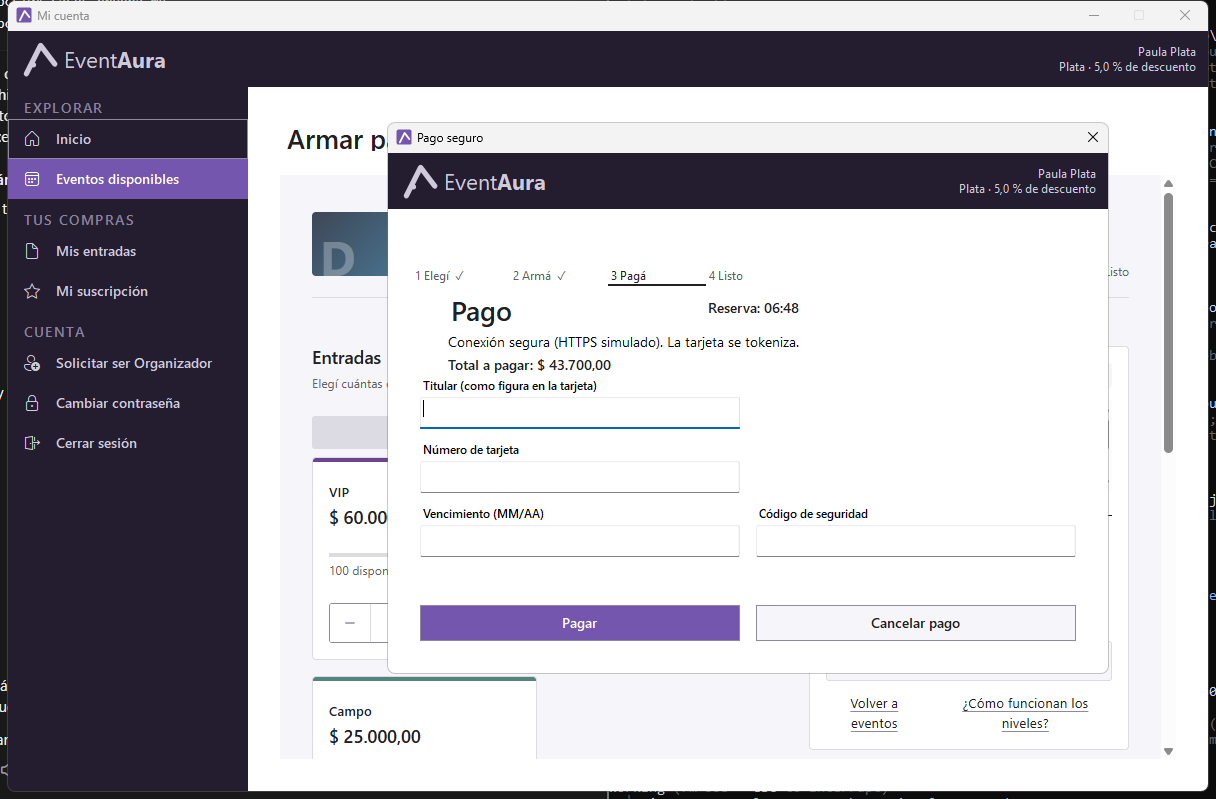 Mi cuenta
EventAura
Paula Plata
Plata · 5,0 % de descuento
EXPLORAR
Inicio
Eventos disponibles
TUS COMPRAS
Mis entradas
Mi suscripción
CUENTA
Solicitar ser Organizador
Cambiar contraseña
Cerrar sesión
Armar
D
Entradas
Elegí cuántas
VIP
$ 60.00
100
Campo
$ 25.000,00
Volver a
eventos
¿Cómo funcionan los
niveles?
Pago seguro
EventAura
Paula Plata
Plata · 5,0 % de descuento
1 Elegí ✓
2 Armá ✓
3 Pagá
4 Listo
Pago
Reserva: 06:48
Conexión segura (HTTPS simulado). La tarjeta se tokeniza.
Total a pagar: $ 43.700,00
Titular (como figura en la tarjeta)
Número de tarjeta
Vencimiento (MM/AA)
Código de seguridad
Pagar
Cancelar pago